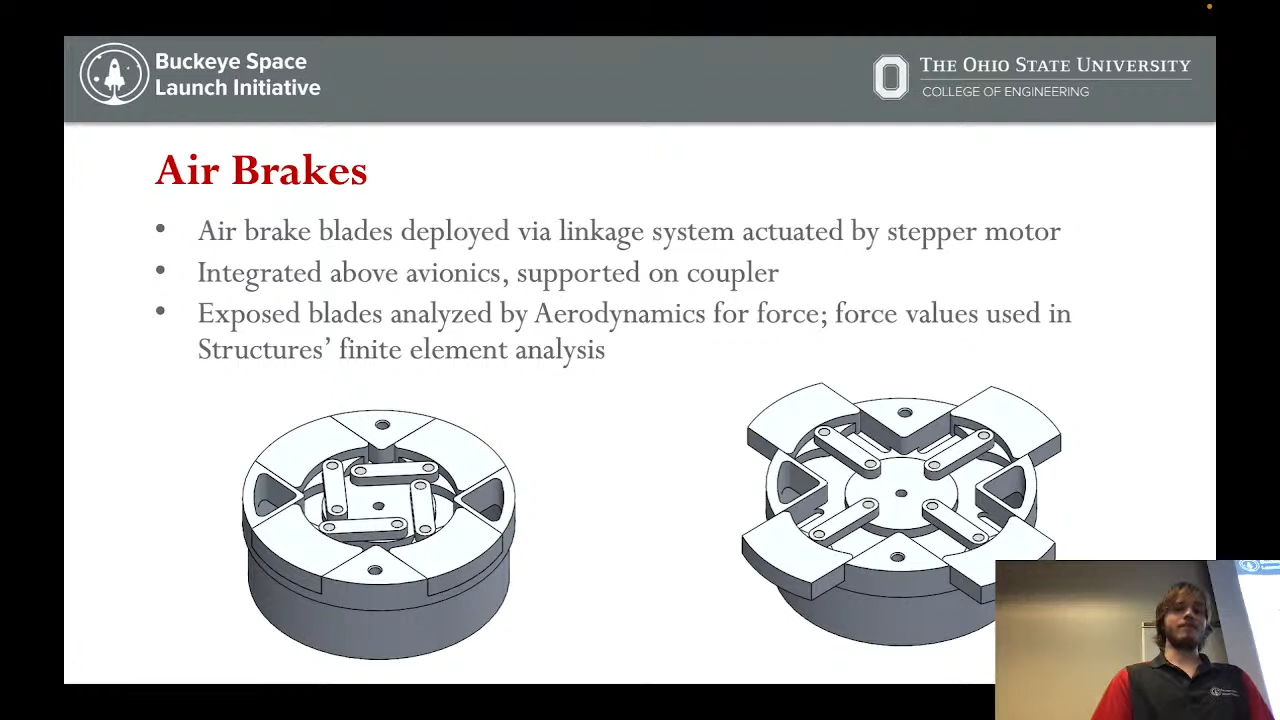 Buckeye Space
Launch Initiative
THE OHIO STATE UNIVERSITY
COLLEGE OF ENGINEERING
Air Brakes
• Air brake blades deployed via linkage system actuated by stepper motor
• Integrated above avionics, supported on coupler
• Exposed blades analyzed by Aerodynamics for force; force values used in
Structures’ finite element analysis